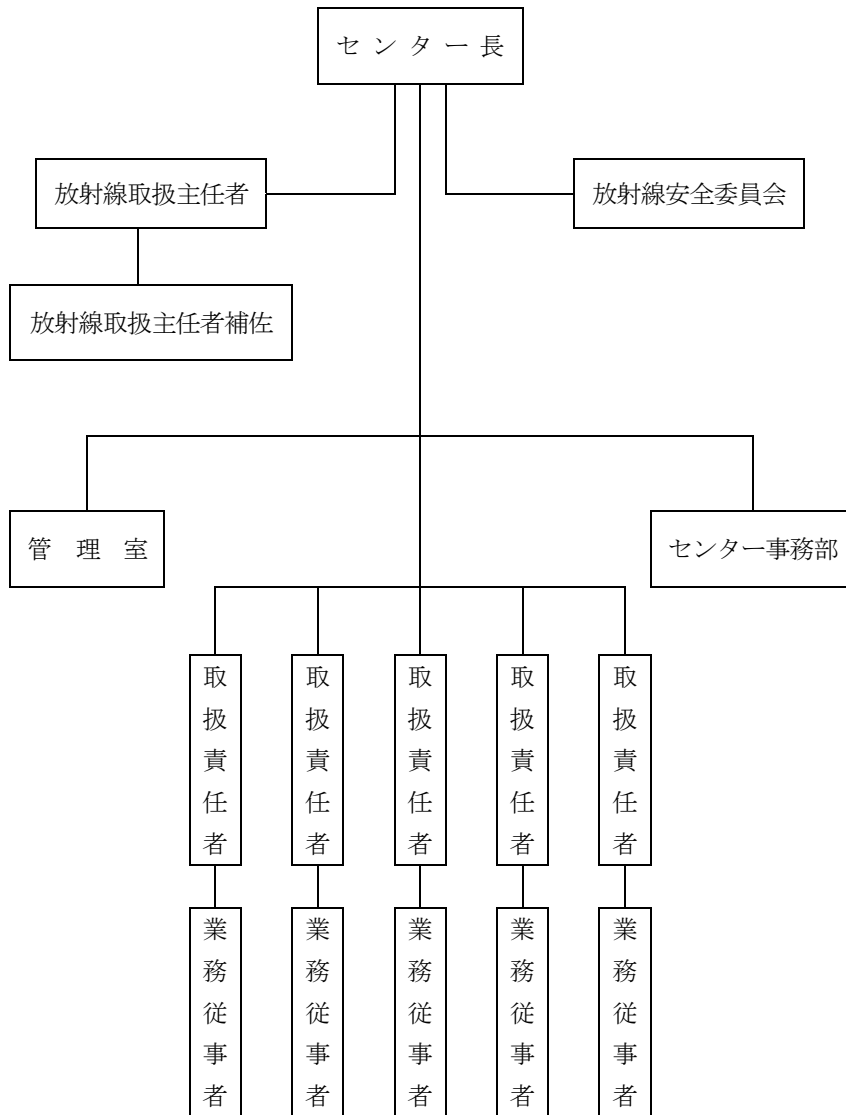 センター長
放射線取扱主任者
放射線安全委員会
放射線取扱主任者補佐
管理室
センター事務部
取扱責任者
取扱責任者
取扱責任者
取扱責任者
取扱責任者
業務従事者
業務従事者
業務従事者
業務従事者
業務従事者